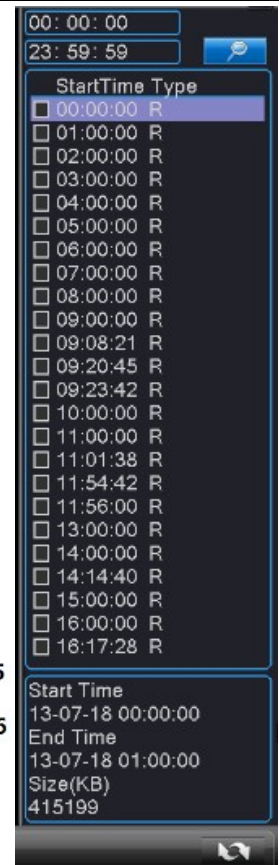 00: 00: 00
23: 59: 59
StartTime Type
00:00:00 R
01:00:00 R
02:00:00 R
03:00:00 R
04:00:00 R
05:00:00 R
06:00:00 R
07:00:00 R
08:00:00 R
09:00:00 R
09:08:21 R
09:20:45 R
09:23:42 R
10:00:00 R
11:00:00 R
11:01:38 R
11:54:42 R
11:56:00 R
13:00:00 R
14:00:00 R
14:14:40 R
15:00:00 R
16:00:00 R
16:17:28 R
5
Start Time
13-07-18 00:00:00
6
End Time
13-07-18 01:00:00
Size(KB)
415199